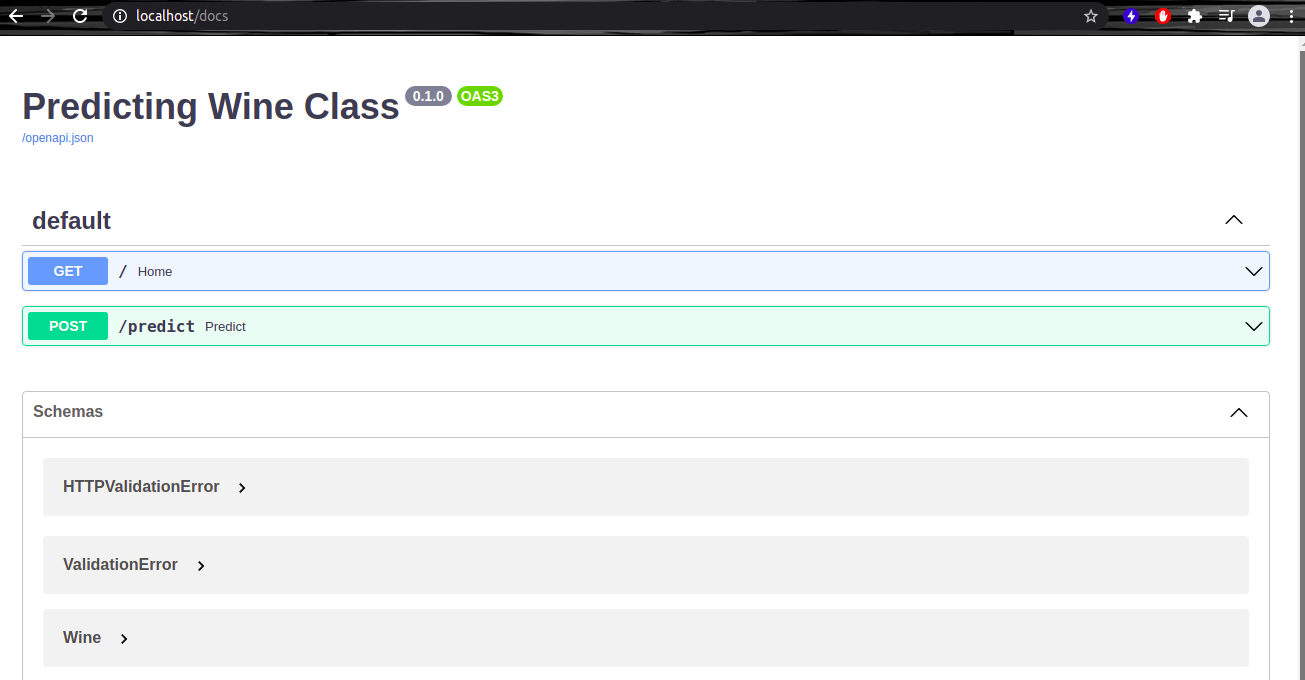 localhost/docs
Predicting Wine Class 0.1.0 OAS3
/openapi.json
default
GET / Home
POST /predict Predict
Schemas
HTTPValidationError
ValidationError
Wine